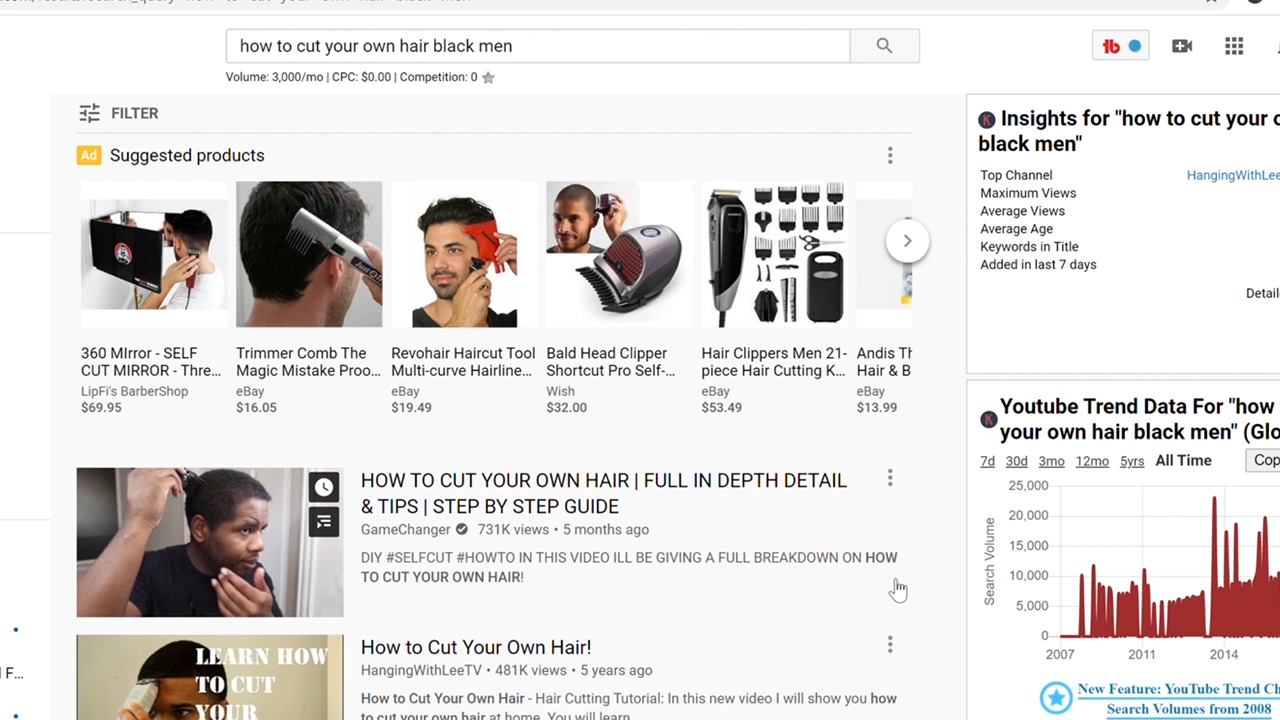 how to cut your own hair black men
Volume: 3,000/mo | CPC: $0.00 | Competition: 0
FILTER
Ad Suggested products
360 MIrror - SELF
CUT MIRROR - Thre...
LipFi's BarberShop
$69.95
Trimmer Comb The
Magic Mistake Proo...
eBay
$16.05
Revohair Haircut Tool
Multi-curve Hairline...
eBay
$19.49
Bald Head Clipper
Shortcut Pro Self-...
Wish
$32.00
Hair Clippers Men 21-
piece Hair Cutting K...
eBay
$53.49
Andis Th
Hair & B
eBay
$13.99
HOW TO CUT YOUR OWN HAIR | FULL IN DEPTH DETAIL
& TIPS | STEP BY STEP GUIDE
GameChanger 731K views • 5 months ago
DIY #SELFCUT #HOWTO IN THIS VIDEO ILL BE GIVING A FULL BREAKDOWN ON HOW
TO CUT YOUR OWN HAIR!
LEARN HOW
TO CUT
YOUR
How to Cut Your Own Hair!
HangingWithLeeTV • 481K views • 5 years ago
How to Cut Your Own Hair - Hair Cutting Tutorial: In this new video I will show you how
to cut your own hair at home. You will learn
F...
Insights for "how to cut your o
black men"
Top Channel HangingWithLee
Maximum Views
Average Views
Average Age
Keywords in Title
Added in last 7 days
Detail
Youtube Trend Data For "how
your own hair black men" (Glo
7d 30d 3mo 12mo 5yrs All Time Cop
Search Volume
25,000
20,000
15,000
10,000
5,000
0
2007 2011 2014
New Feature: YouTube Trend Ch
Search Volumes from 2008